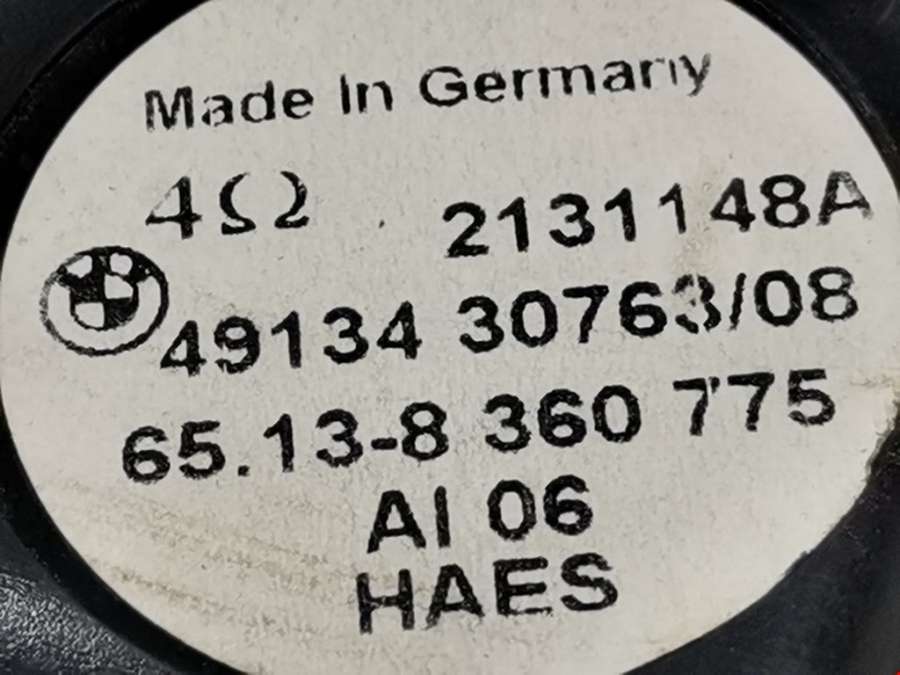 Made In Germany
4Ω 2131148A
49134 30763/08
65.13-8 360 775
AI 06
HAES